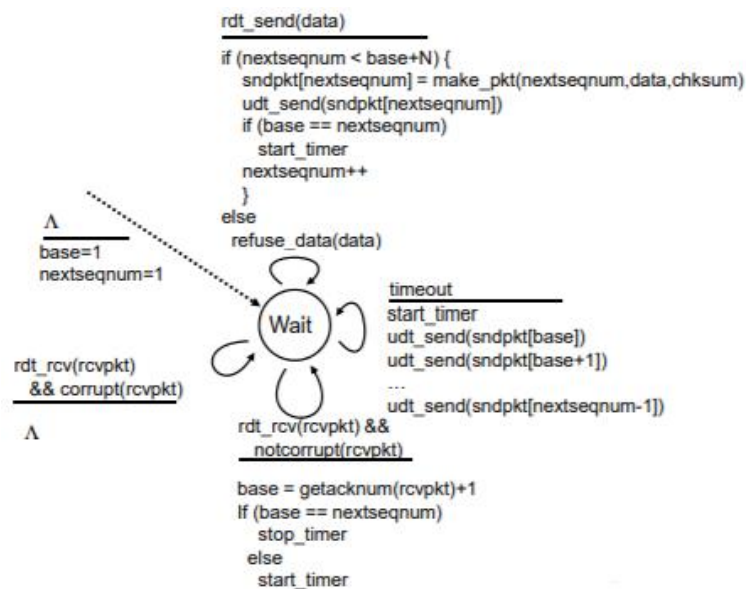 rdt_send(data)
if (nextseqnum < base+N) {
sndpkt[nextseqnum] = make_pkt(nextseqnum,data,chksum)
udt_send(sndpkt[nextseqnum])
if (base == nextseqnum)
start_timer
nextseqnum++
}
else
refuse_data(data)
Λ
base=1
nextseqnum=1
Wait
timeout
start_timer
udt_send(sndpkt[base])
udt_send(sndpkt[base+1])
...
udt_send(sndpkt[nextseqnum-1])
rdt_rcv(rcvpkt)
&& corrupt(rcvpkt)
Λ
rdt_rcv(rcvpkt) &&
notcorrupt(rcvpkt)
base = getacknum(rcvpkt)+1
If (base == nextseqnum)
stop_timer
else
start_timer